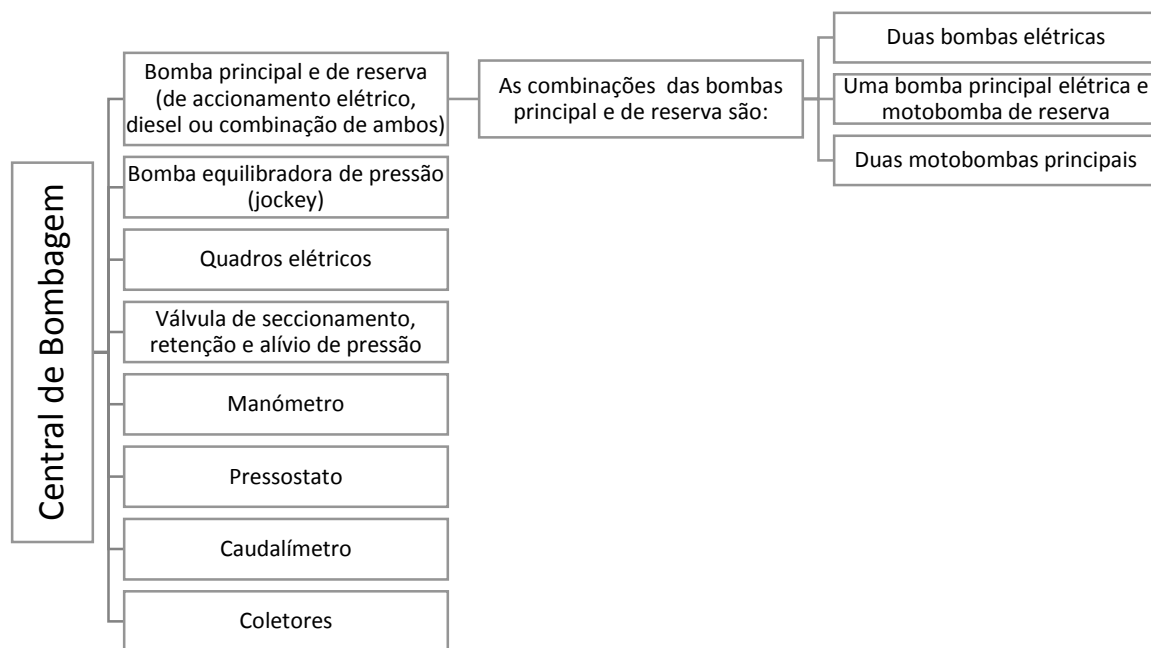 Central de Bombagem
Bomba principal e de reserva
(de accionamento elétrico,
diesel ou combinação de ambos)
As combinações das bombas
principal e de reserva são:
Duas bombas elétricas
Uma bomba principal elétrica e
motobomba de reserva
Duas motobombas principais
Bomba equilibradora de pressão
(jockey)
Quadros elétricos
Válvula de seccionamento,
retenção e alívio de pressão
Manómetro
Pressostato
Caudalímetro
Coletores